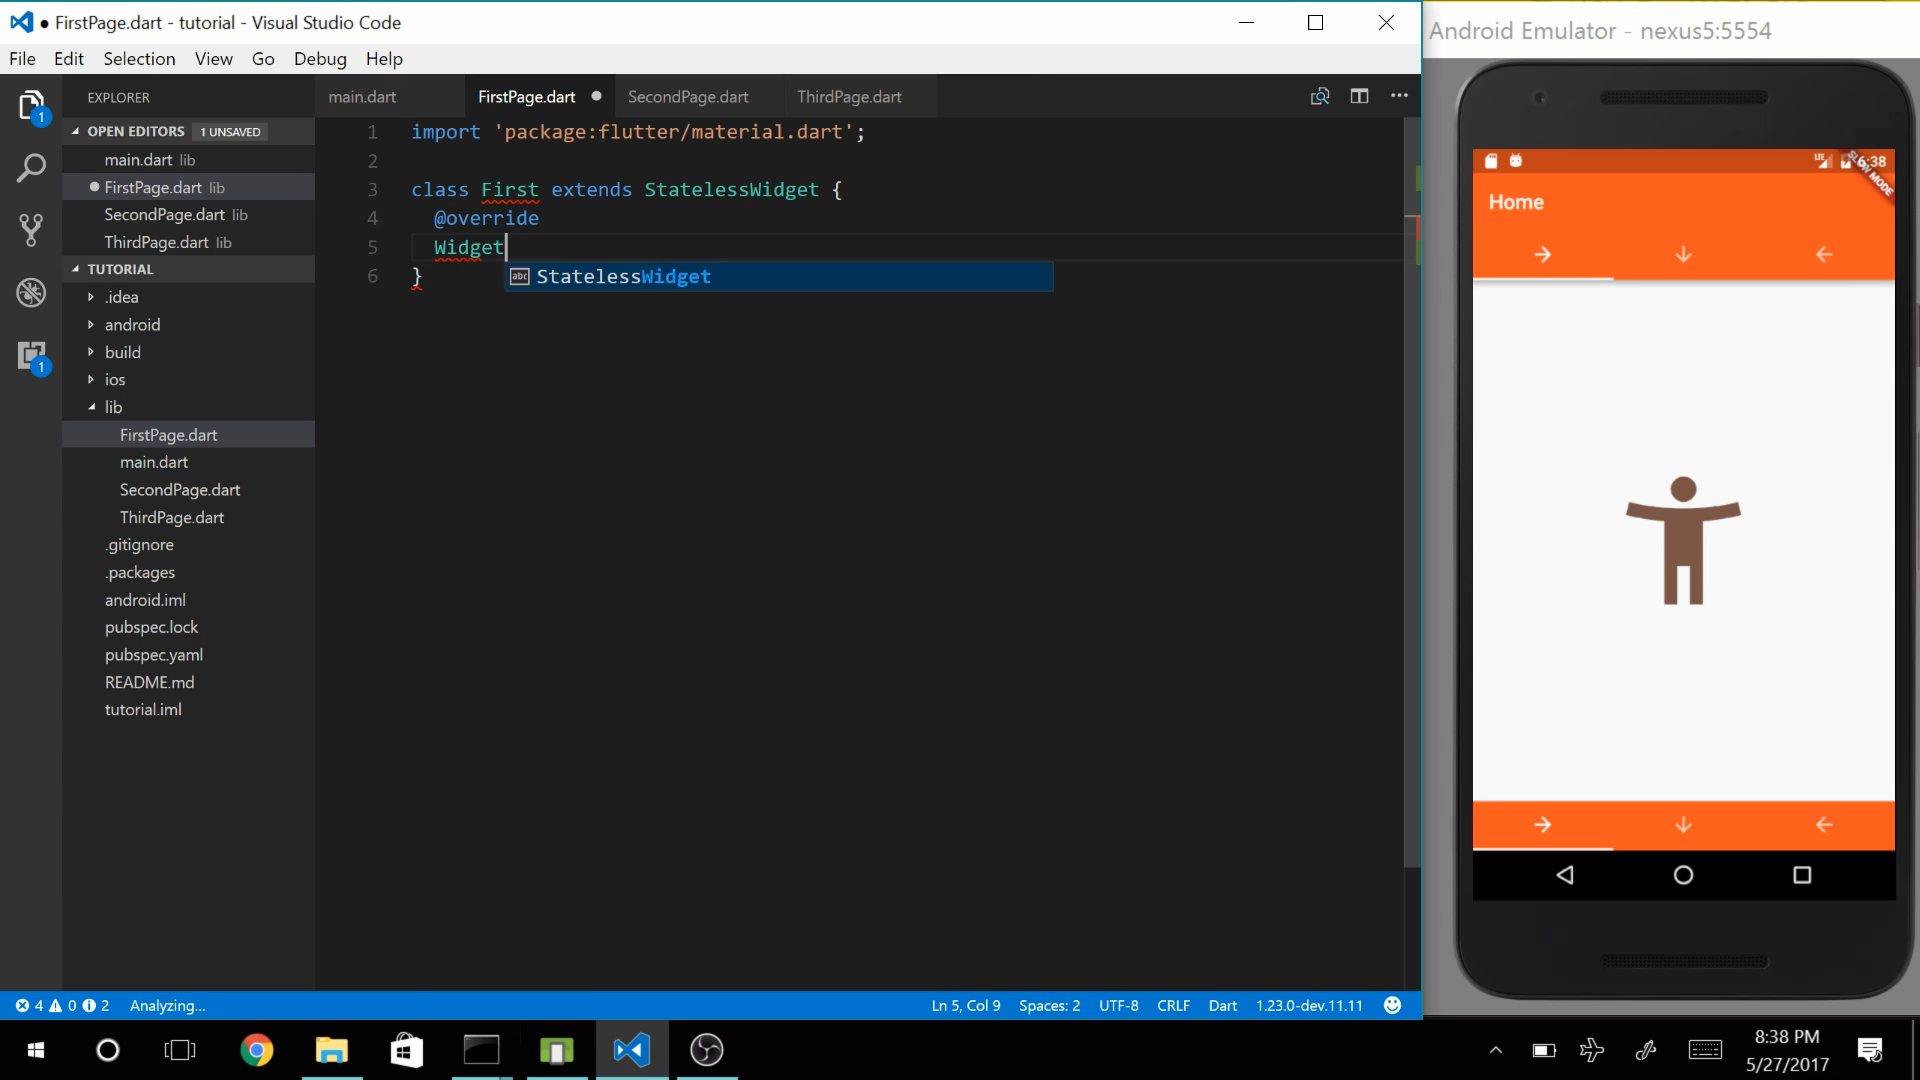 ● FirstPage.dart - tutorial - Visual Studio Code
File Edit Selection View Go Debug Help
EXPLORER
OPEN EDITORS 1 UNSAVED
main.dart lib
FirstPage.dart lib
SecondPage.dart lib
ThirdPage.dart lib
TUTORIAL
.idea
android
build
ios
lib
FirstPage.dart
main.dart
SecondPage.dart
ThirdPage.dart
.gitignore
.packages
android.iml
pubspec.lock
pubspec.yaml
README.md
tutorial.iml
1
1
main.dart FirstPage.dart SecondPage.dart ThirdPage.dart
1 import 'package:flutter/material.dart';
2
3 class First extends StatelessWidget {
4 @override
5 Widget
6 }
abc StatelessWidget
4 0 2 Analyzing... Ln 5, Col 9 Spaces: 2 UTF-8 CRLF Dart 1.23.0-dev.11.11
Android Emulator - nexus5:5554
LTE 6:38
SLOW MODE
Home
8:38 PM
5/27/2017